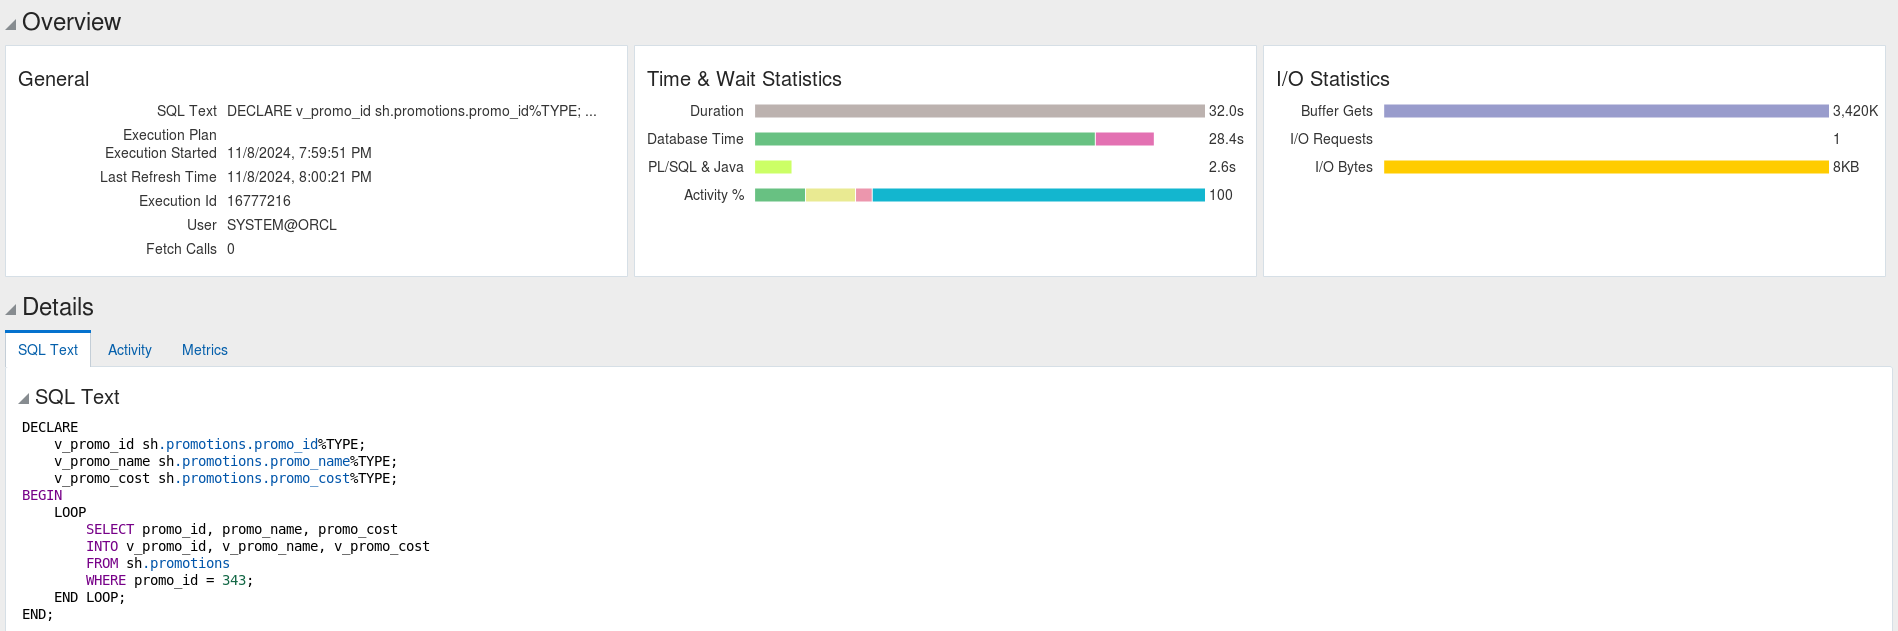 Overview
General
SQL Text DECLARE v_promo_id sh.promotions.promo_id%TYPE; ...
Execution Plan
Execution Started 11/8/2024, 7:59:51 PM
Last Refresh Time 11/8/2024, 8:00:21 PM
Execution Id 16777216
User SYSTEM@ORCL
Fetch Calls 0
Time & Wait Statistics
Duration 32.0s
Database Time 28.4s
PL/SQL & Java 2.6s
Activity % 100
I/O Statistics
Buffer Gets 3,420K
I/O Requests 1
I/O Bytes 8KB
Details
SQL Text Activity Metrics
SQL Text
DECLARE
    v_promo_id sh.promotions.promo_id%TYPE;
    v_promo_name sh.promotions.promo_name%TYPE;
    v_promo_cost sh.promotions.promo_cost%TYPE;
BEGIN
    LOOP
        SELECT promo_id, promo_name, promo_cost
        INTO v_promo_id, v_promo_name, v_promo_cost
        FROM sh.promotions
        WHERE promo_id = 343;
    END LOOP;
END;